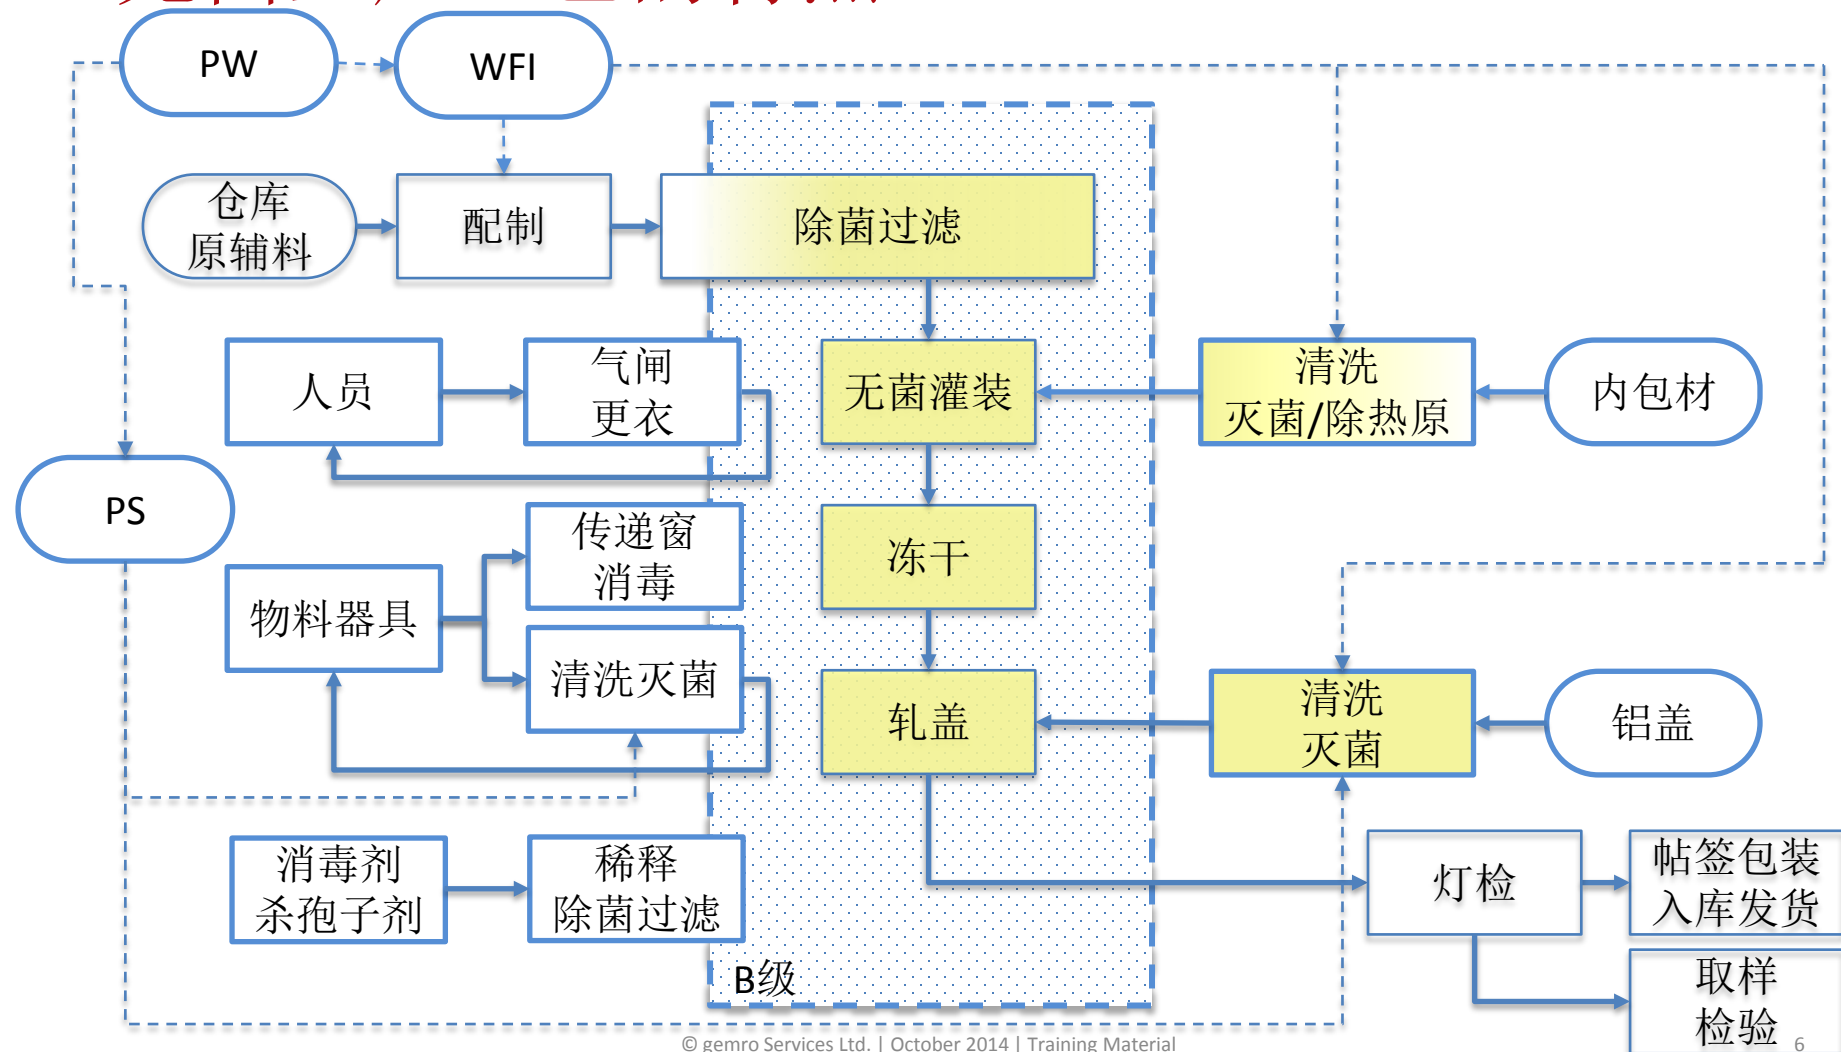 PW
WFI
仓库
原辅料
配制
除菌过滤
人员
气闸
更衣
无菌灌装
清洗
灭菌/除热原
内包材
PS
传递窗
消毒
冻干
物料器具
清洗灭菌
轧盖
清洗
灭菌
铝盖
消毒剂
杀孢子剂
稀释
除菌过滤
灯检
帖签包装
入库发货
B级
取样
检验
© gemro Services Ltd. | October 2014 | Training Material
6